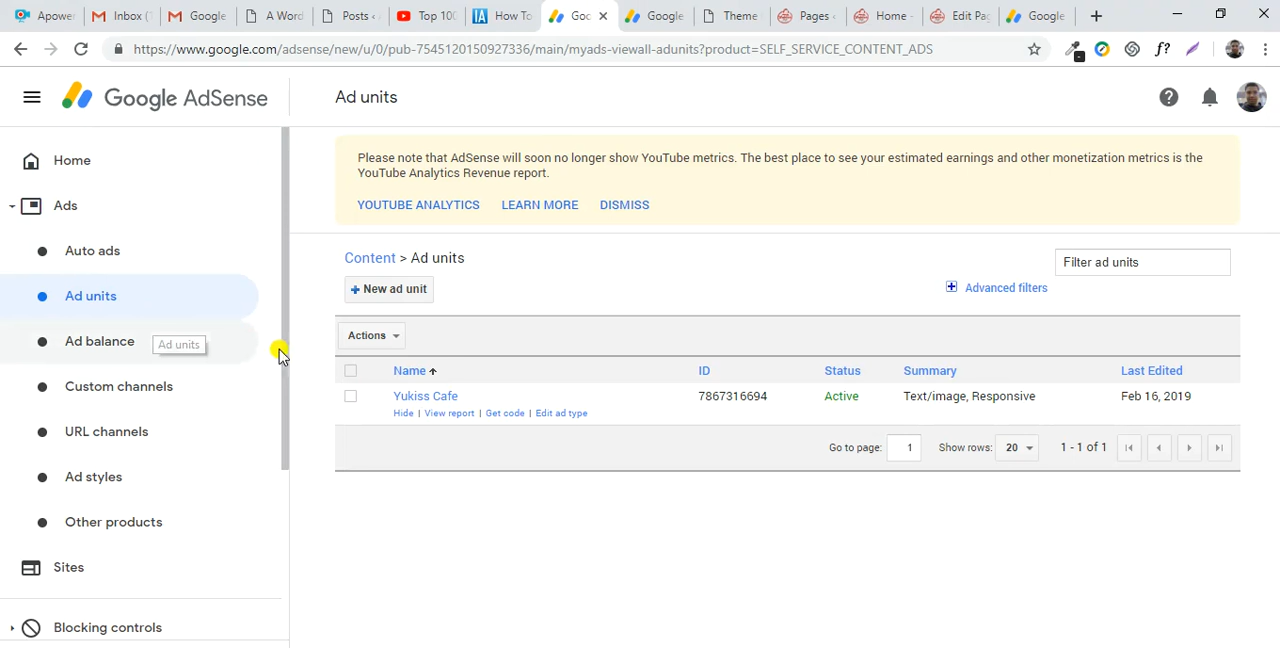 Apower
Inbox (
Google
A Word
Posts ‹
Top 100
How To
Goo
Google
Theme
Pages ‹
Home -
Edit Pag
Google
https://www.google.com/adsense/new/u/0/pub-7545120150927336/main/myads-viewall-adunits?product=SELF_SERVICE_CONTENT_ADS
f?
Google AdSense
Ad units
Home
Ads
Auto ads
Ad units
Ad balance
Ad units
Custom channels
URL channels
Ad styles
Other products
Sites
Blocking controls
Please note that AdSense will soon no longer show YouTube metrics. The best place to see your estimated earnings and other monetization metrics is the
YouTube Analytics Revenue report.
YOUTUBE ANALYTICS LEARN MORE DISMISS
Content > Ad units
Filter ad units
+ New ad unit
Advanced filters
Actions
Name ID Status Summary Last Edited
Yukiss Cafe 7867316694 Active Text/image, Responsive Feb 16, 2019
Hide | View report | Get code | Edit ad type
Go to page: 1 Show rows: 20 1 - 1 of 1